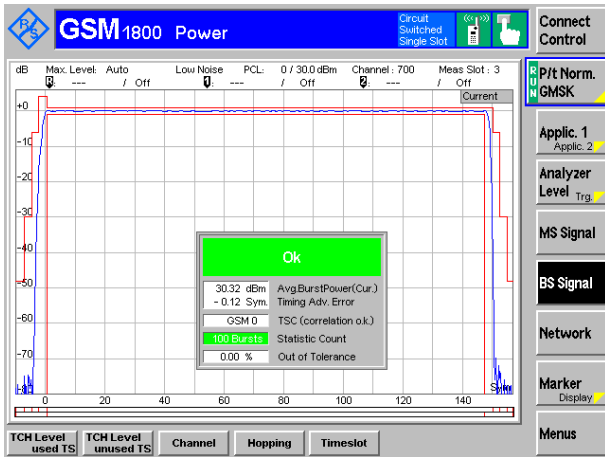 GSM1800 Power
Circuit
Switched
Single Slot
Connect
Control
dB Max. Level: Auto Low Noise PCL: 0 / 30.0 dBm Channel : 700 Meas Slot : 3
--- / Off --- / Off 2: --- / Off
RUN
P/t Norm.
GMSK
Current
+0
-10
-20
-30
-40
-50
-60
-70
Applic. 1
Applic. 2
Analyzer
Level Trg.
MS Signal
BS Signal
Network
Marker
Display
Menus
Ok
30.32 dBm Avg.BurstPower(Cur.)
- 0.12 Sym. Timing Adv. Error
GSM 0 TSC (correlation o.k.)
100 Bursts Statistic Count
0.00 % Out of Tolerance
0 20 40 60 80 100 120 140
TCH Level
used TS
TCH Level
unused TS
Channel
Hopping
Timeslot